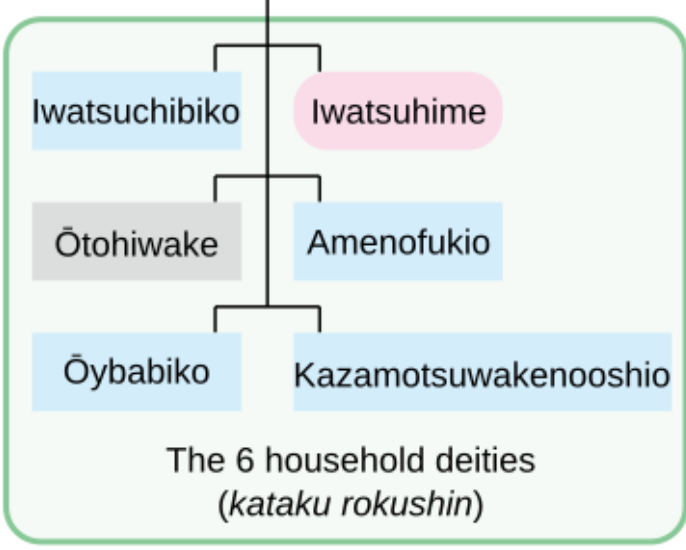 Iwatsuchibiko
Iwatsuhime
Ōtohiwake
Amenofukio
Ōybabiko
Kazamotsuwakenooshio
The 6 household deities
(kataku rokushin)